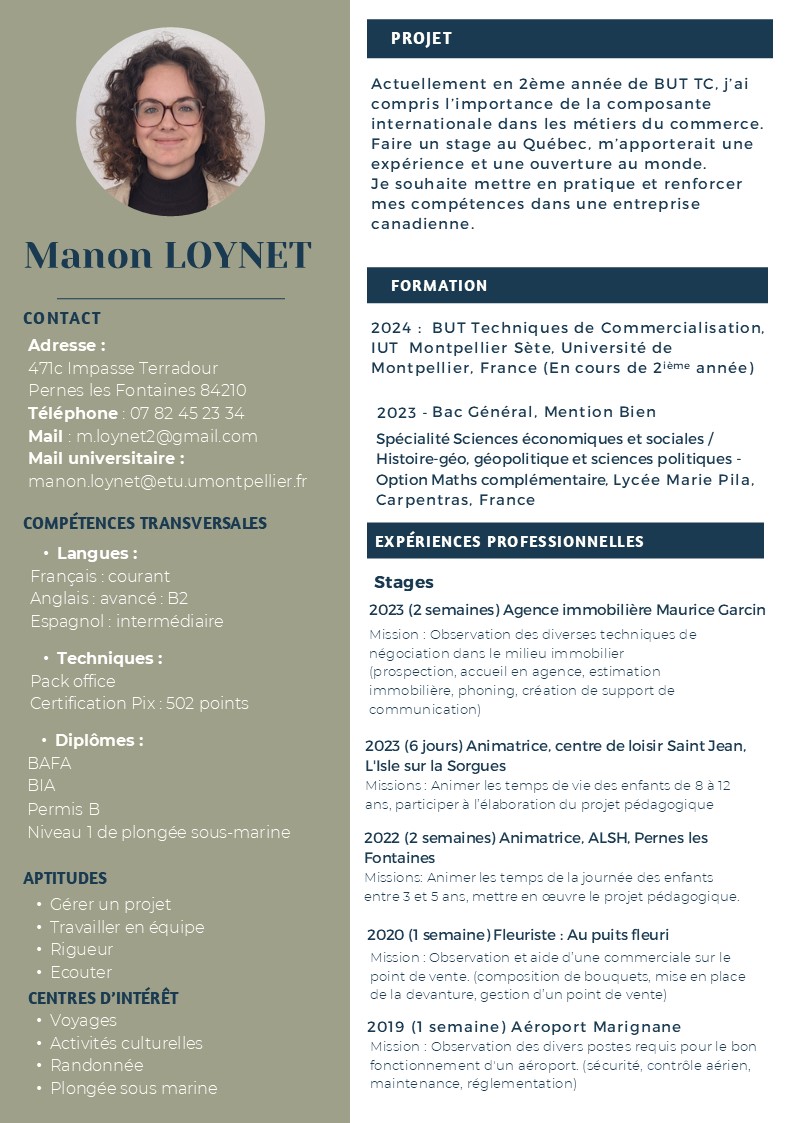 Manon LOYNET
CONTACT
Adresse :
471c Impasse Terradour
Pernes les Fontaines 84210
Téléphone : 07 82 45 23 34
Mail : m.loynet2@gmail.com
Mail universitaire :
manon.loynet@etu.umontpellier.fr
COMPÉTENCES TRANSVERSALES
• Langues :
Français : courant
Anglais : avancé : B2
Espagnol : intermédiaire
• Techniques :
Pack office
Certification Pix : 502 points
• Diplômes :
BAFA
BIA
Permis B
Niveau 1 de plongée sous-marine
APTITUDES
• Gérer un projet
• Travailler en équipe
• Rigueur
• Ecouter
CENTRES D'INTÉRÊT
• Voyages
• Activités culturelles
• Randonnée
• Plongée sous marine
PROJET
Actuellement en 2ème année de BUT TC, j'ai
compris l'importance de la composante
internationale dans les métiers du commerce.
Faire un stage au Québec, m'apporterait une
expérience et une ouverture au monde.
Je souhaite mettre en pratique et renforcer
mes compétences dans une entreprise
canadienne.
FORMATION
2024 : BUT Techniques de Commercialisation,
IUT Montpellier Sète, Université de
Montpellier, France (En cours de 2ième année)
2023 - Bac Général, Mention Bien
Spécialité Sciences économiques et sociales /
Histoire-géo, géopolitique et sciences politiques -
Option Maths complémentaire, Lycée Marie Pila,
Carpentras, France
EXPÉRIENCES PROFESSIONNELLES
Stages
2023 (2 semaines) Agence immobilière Maurice Garcin
Mission : Observation des diverses techniques de
négociation dans le milieu immobilier
(prospection, accueil en agence, estimation
immobilière, phoning, création de support de
communication)
2023 (6 jours) Animatrice, centre de loisir Saint Jean,
L'Isle sur la Sorgues
Missions : Animer les temps de vie des enfants de 8 à 12
ans, participer à l'élaboration du projet pédagogique
2022 (2 semaines) Animatrice, ALSH, Pernes les
Fontaines
Missions: Animer les temps de la journée des enfants
entre 3 et 5 ans, mettre en œuvre le projet pédagogique.
2020 (1 semaine) Fleuriste : Au puits fleuri
Mission : Observation et aide d'une commerciale sur le
point de vente. (composition de bouquets, mise en place
de la devanture, gestion d'un point de vente)
2019 (1 semaine) Aéroport Marignane
Mission : Observation des divers postes requis pour le bon
fonctionnement d'un aéroport. (sécurité, contrôle aérien,
maintenance, réglementation)